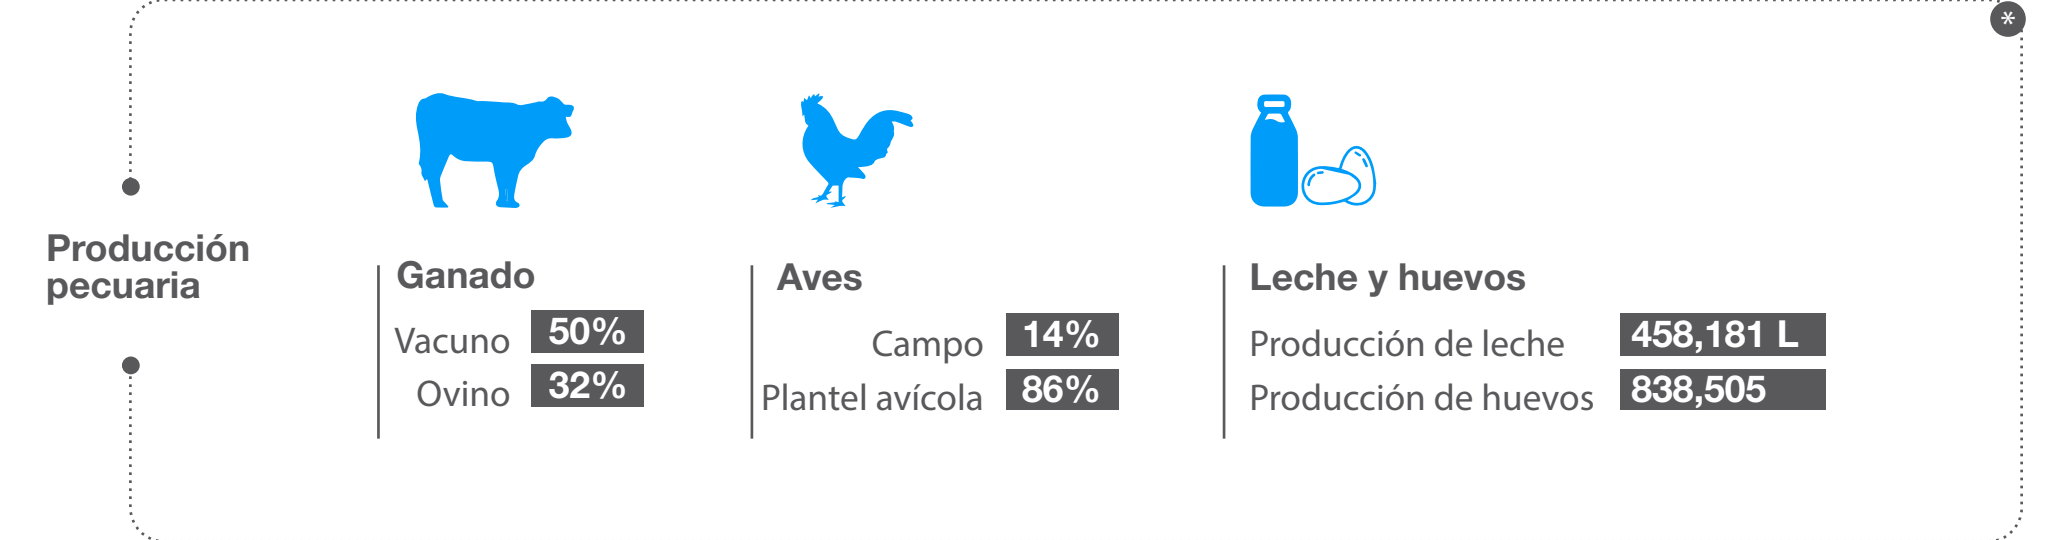 *
Producción
pecuaria
Ganado
Vacuno 50%
Ovino 32%
Aves
Campo 14%
Plantel avícola 86%
Leche y huevos
Producción de leche 458,181 L
Producción de huevos 838,505